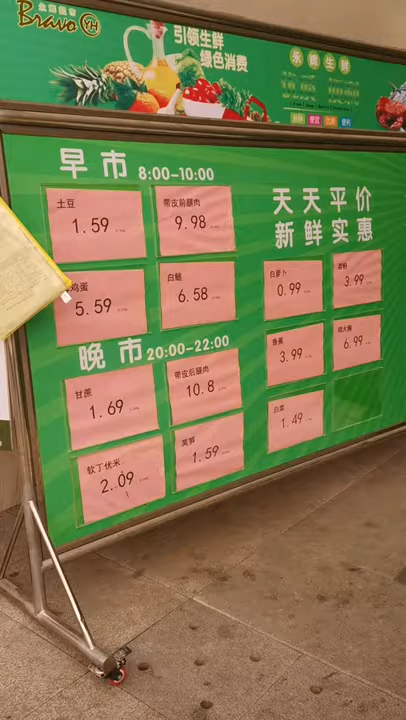 Bravo YH
引领生鲜
绿色消费
永辉生鲜
早市 8:00-10:00
土豆
1.59
带皮前腿肉
9.98
鸡蛋
5.59
白鲢
6.58
晚市 20:00-22:00
甘蔗
1.69
带皮后腿肉
10.8
软丁优米
2.09
莴笋
1.59
天天平价
新鲜实惠
白萝卜
0.99
3.99
香蕉
3.99
鸡大胸
6.99
白菜
1.49